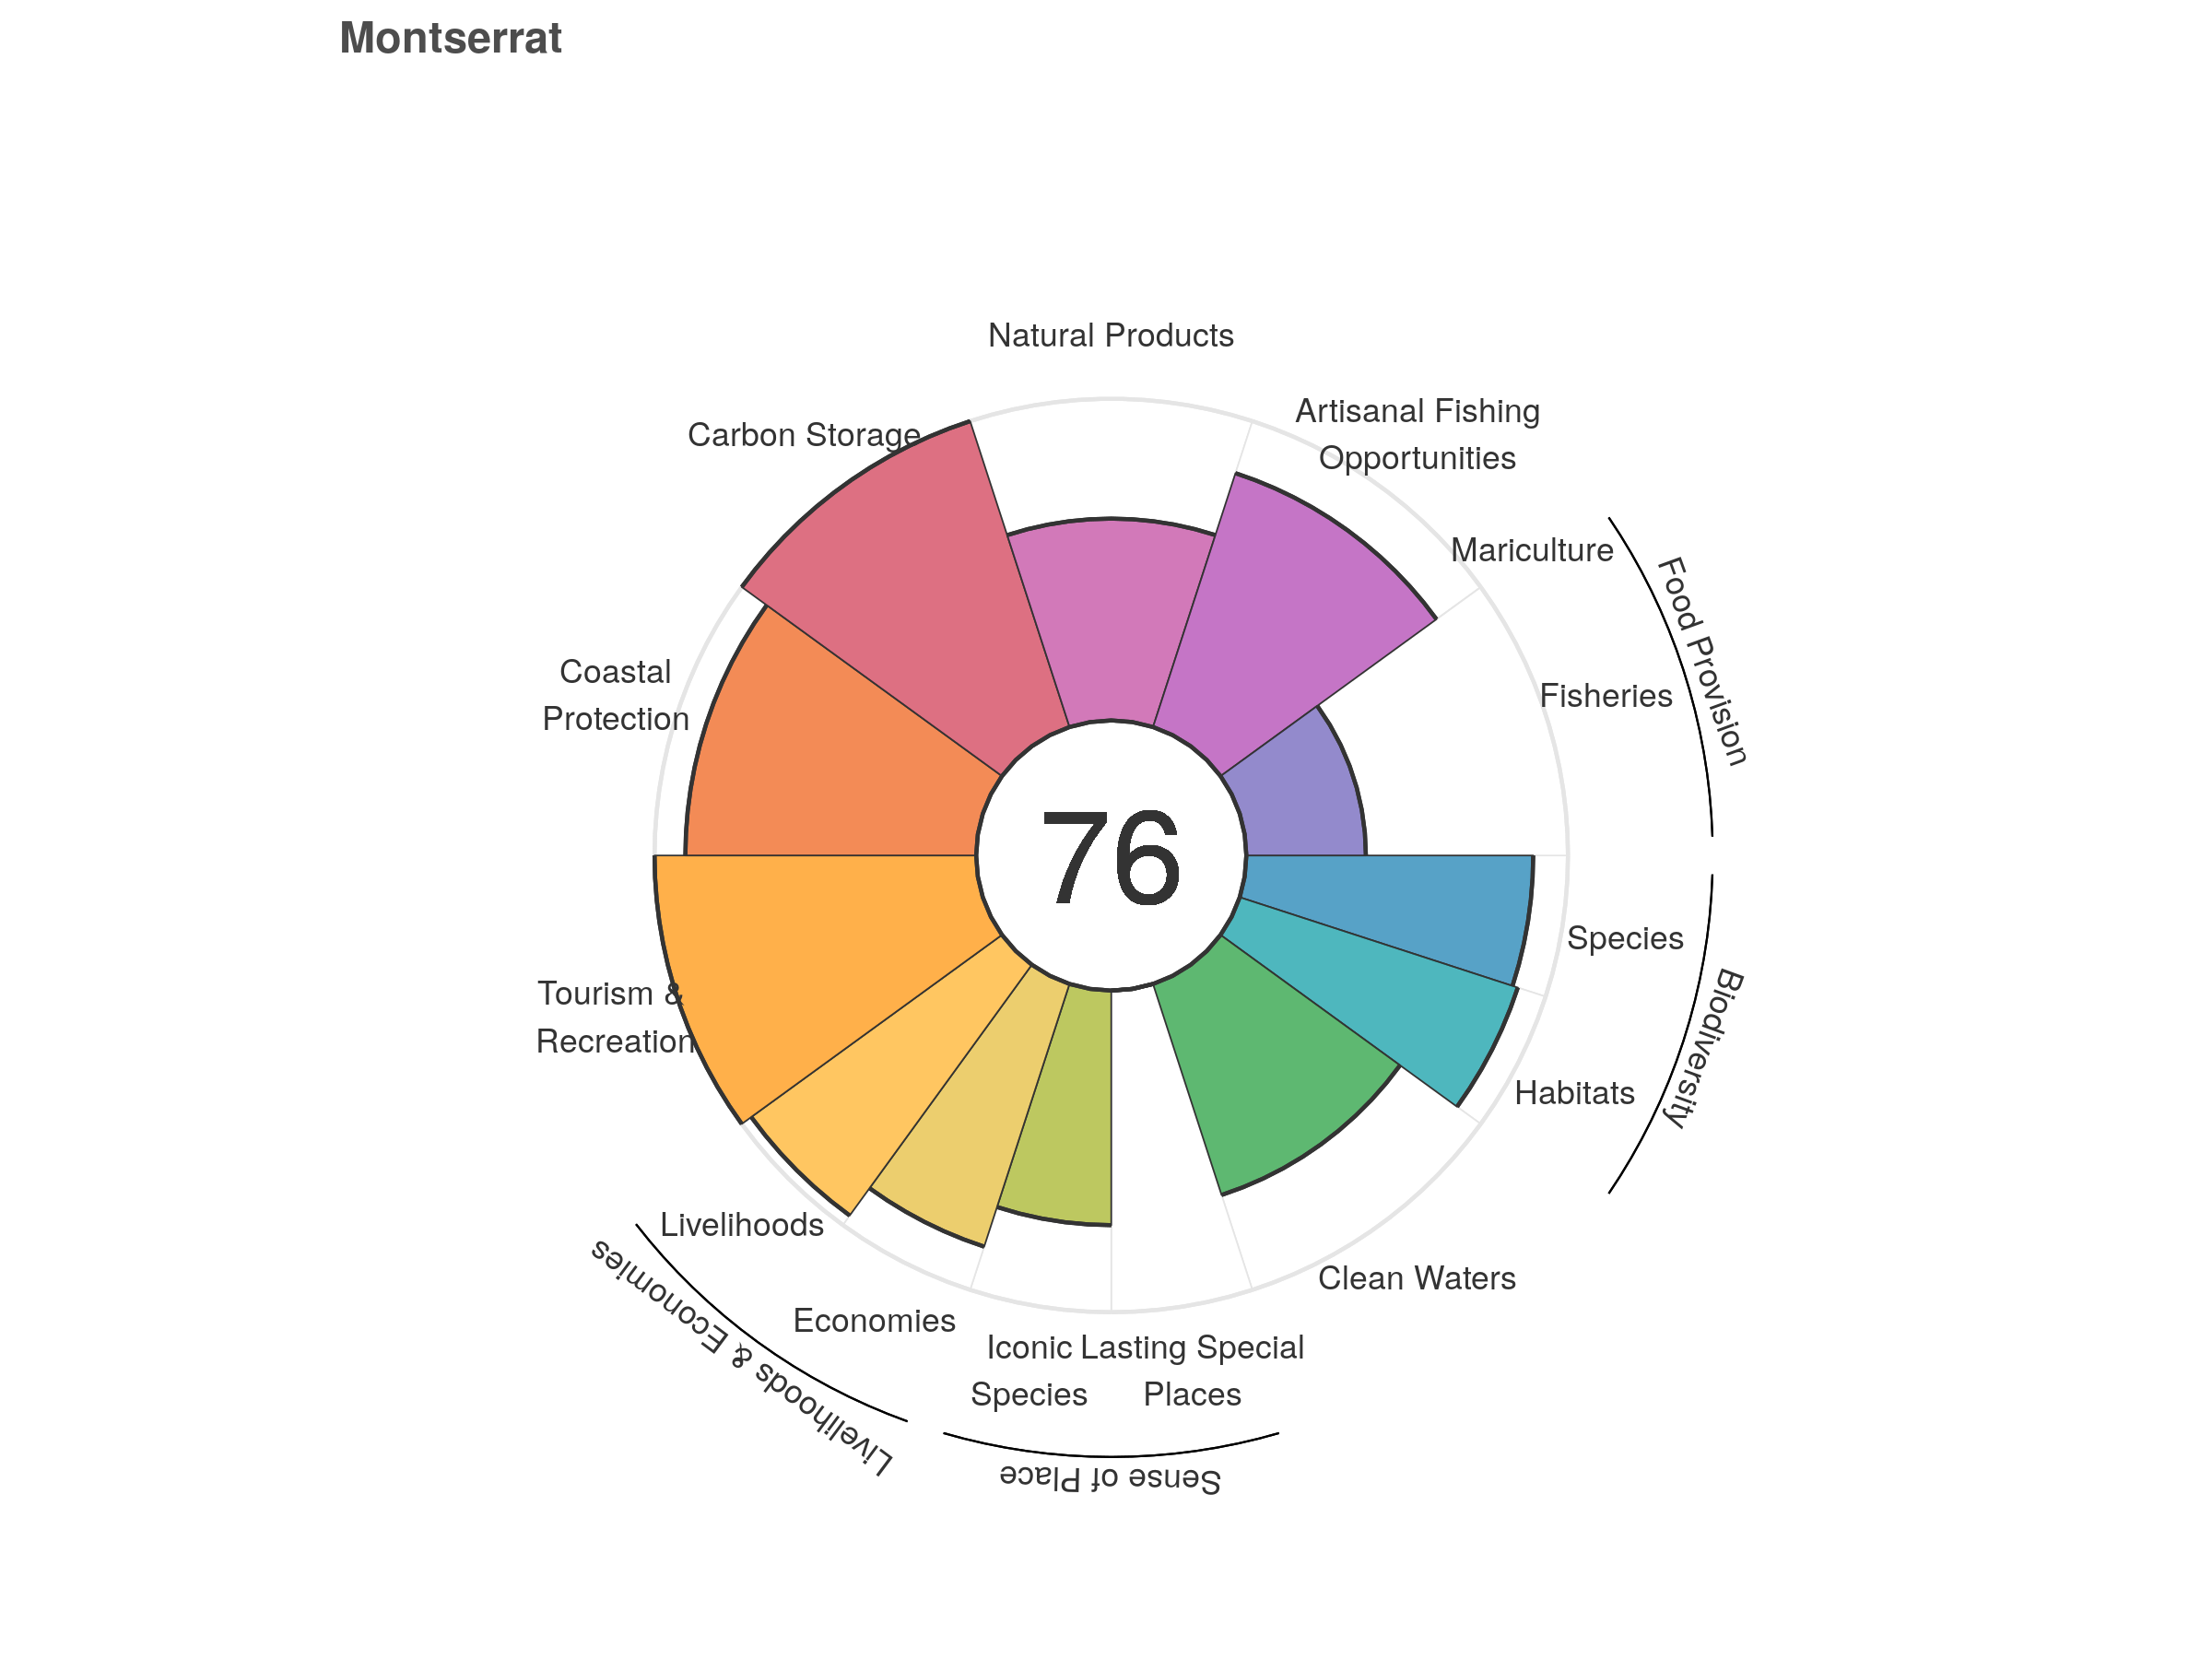 Montserrat
Natural Products
Artisanal Fishing
Opportunities
Carbon Storage
Mariculture
Food Provision
Coastal
Protection
Fisheries
76
Species
Biodiversity
Tourism &
Recreation
Habitats
Livelihoods
Clean Waters
Economies
Livelihoods & Economies
Iconic
Species
Lasting Special
Places
Sense of Place